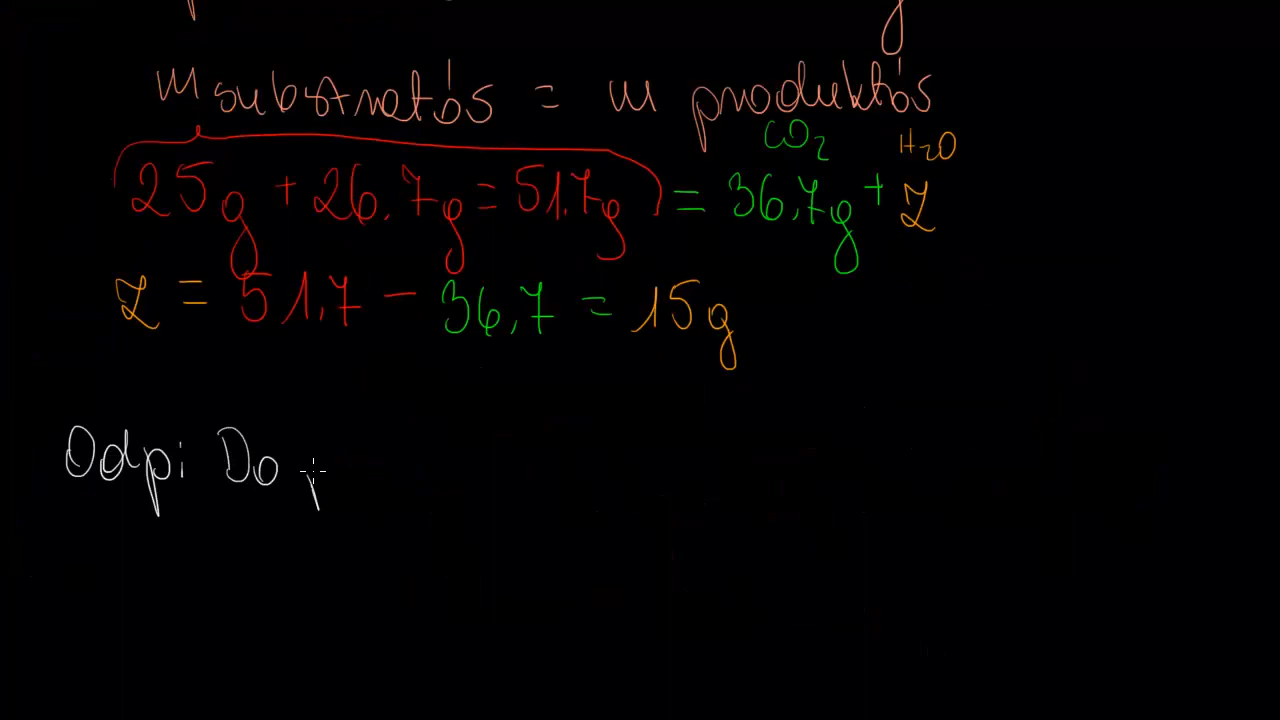 m substratów = m produktów
CO₂ H₂O
25g + 26.7g = 51.7g = 36,7g + z
z = 51,7 - 36,7 = 15g
Odpi Do